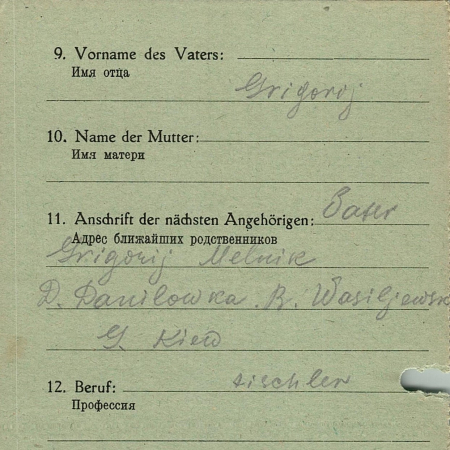 9. Vorname des Vaters:
Имя отца
Grigorij
10. Name der Mutter:
Имя матери
11. Anschrift der nächsten Angehörigen: Vater
Адрес ближайших родственников
Grigorij Melnik
D. Danilowka R. Wasiljewsk
G. Kiew
12. Beruf: tischler
Профессия